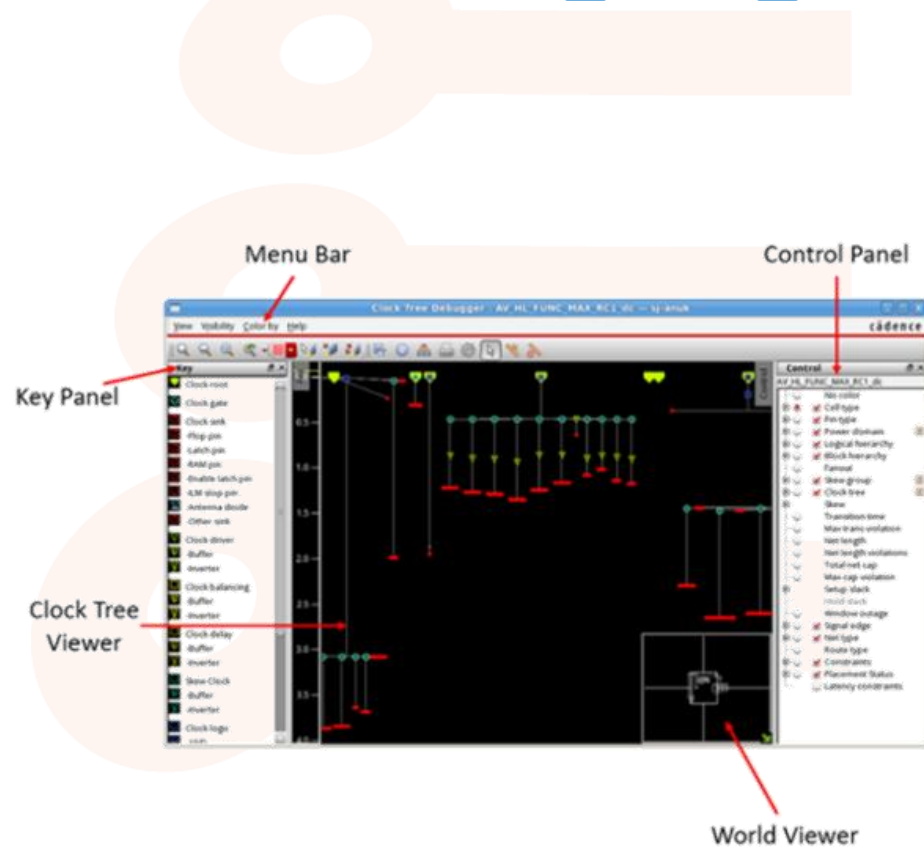 Menu Bar
Control Panel
Clock Tree Debugger - AV_HL_FUNC_MAX_RC1_dc — sj-anuk
View Visibility Color by Help
cādence
Key Panel
Key
Clock root
Clock gate
Clock sink
-Flop pin
-Latch pin
-RAM pin
-Enable latch pin
-ILM stop pin
-Antenna diode
-Other sink
Clock driver
-Buffer
-Inverter
Clock balancing
-Buffer
-Inverter
Clock delay
-Buffer
-Inverter
Skew Clock
-Buffer
-Inverter
Clock logic
0.5
1.0
1.5
2.0
2.5
3.0
3.5
Control
Control
AV_HL_FUNC_MAX_RC1_dc
No color
Cell type
Pin type
Power domain
Logical hierarchy
Block hierarchy
Fanout
Skew group
Clock tree
Skew
Transition time
Max trans violation
Net length
Net length violations
Total net cap
Max cap violation
Setup slack
Hold slack
Window outage
Signal edge
Net type
Route type
Constraints
Placement Status
Latency constraints
Clock Tree
Viewer
World Viewer